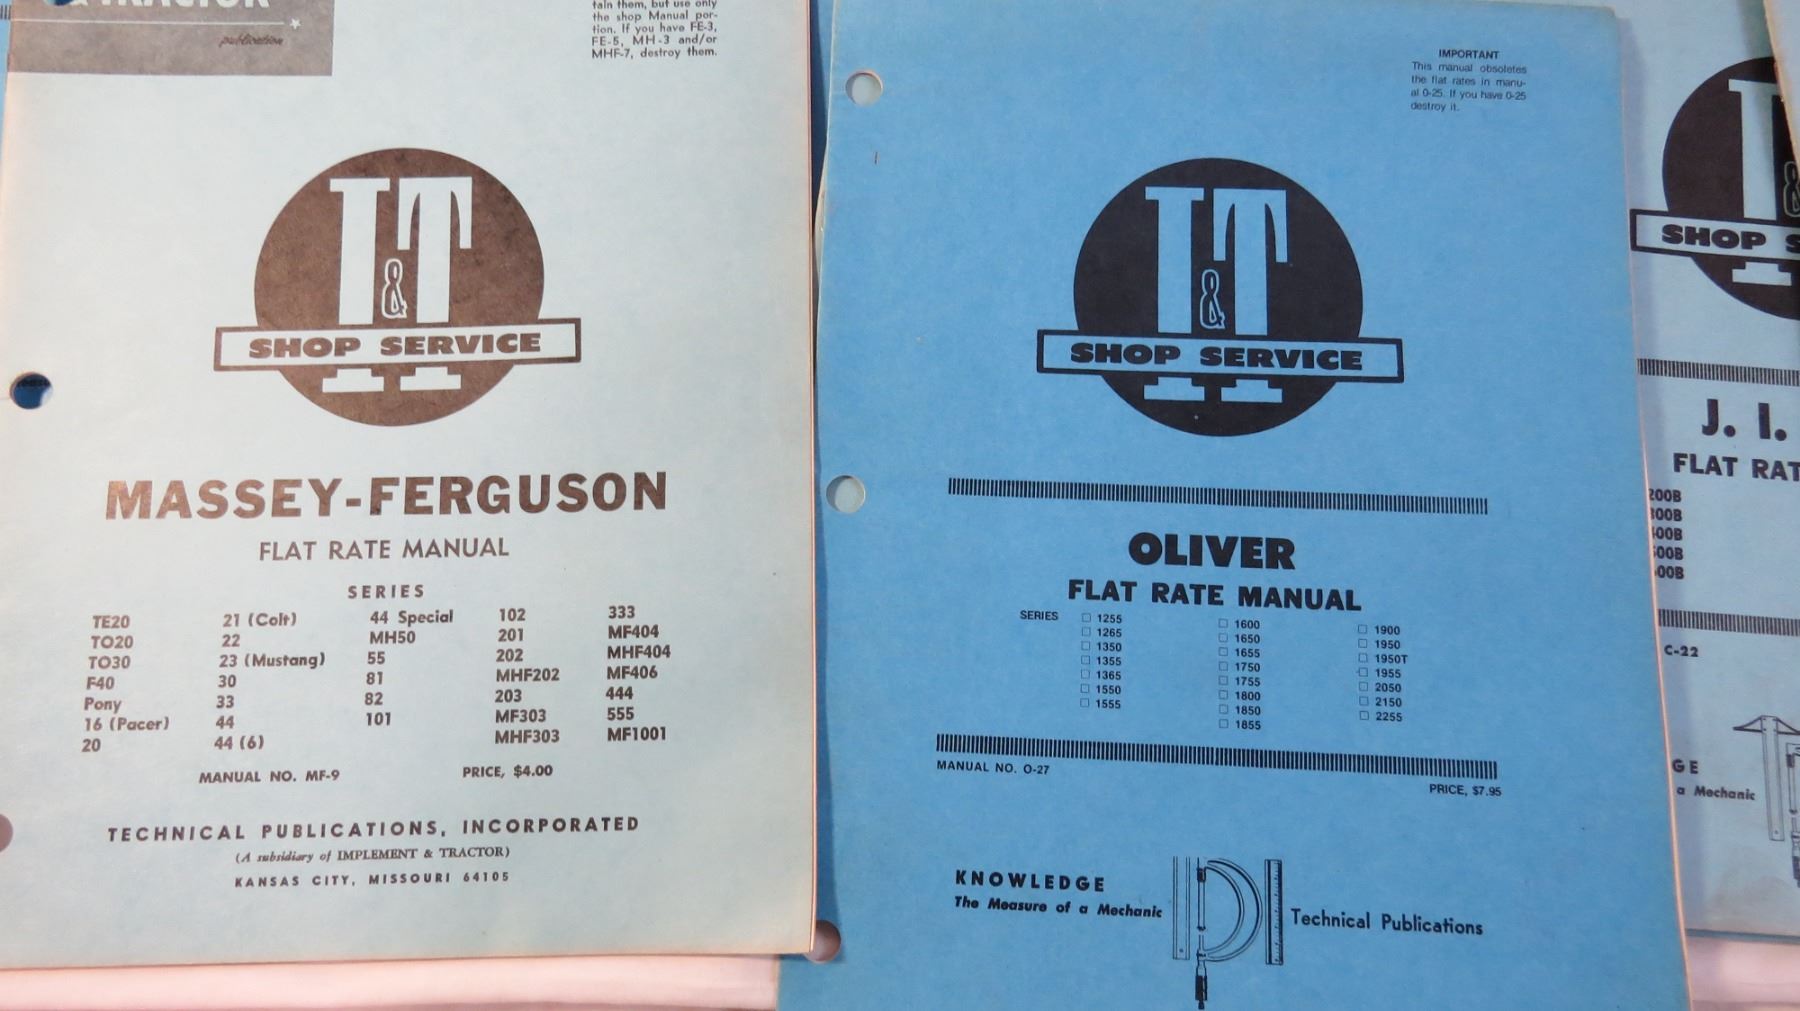 & TRACTOR
publication
tain them, but use only
the shop Manual por-
tion. If you have FE-3,
FE-5, MH-3 and/or
MHF-7, destroy them.
I&T
SHOP SERVICE
MASSEY-FERGUSON
FLAT RATE MANUAL
SERIES
TE20 21 (Colt) 44 Special 102 333
TO20 22 MH50 201 MF404
TO30 23 (Mustang) 55 202 MHF404
F40 30 81 MHF202 MF406
Pony 33 82 203 444
16 (Pacer) 44 101 MF303 555
20 44 (6) MHF303 MF1001
MANUAL NO. MF-9 PRICE, $4.00
TECHNICAL PUBLICATIONS, INCORPORATED
(A subsidiary of IMPLEMENT & TRACTOR)
KANSAS CITY, MISSOURI 64105
IMPORTANT
This manual obsoletes
the flat rates in manu-
al 0-25. If you have 0-25
destroy it.
I&T
SHOP SERVICE
OLIVER
FLAT RATE MANUAL
SERIES 1255 1600 1900
1265 1650 1950
1350 1655 1950T
1355 1750 1955
1365 1755 2050
1550 1800 2150
1555 1850 2255
1855
MANUAL NO. O-27
PRICE, $7.95
KNOWLEDGE
The Measure of a Mechanic
Technical Publications
I &
SHOP S
J. I.
FLAT RAT
200B
300B
400B
500B
600B
C-22
GE
a Mechanic